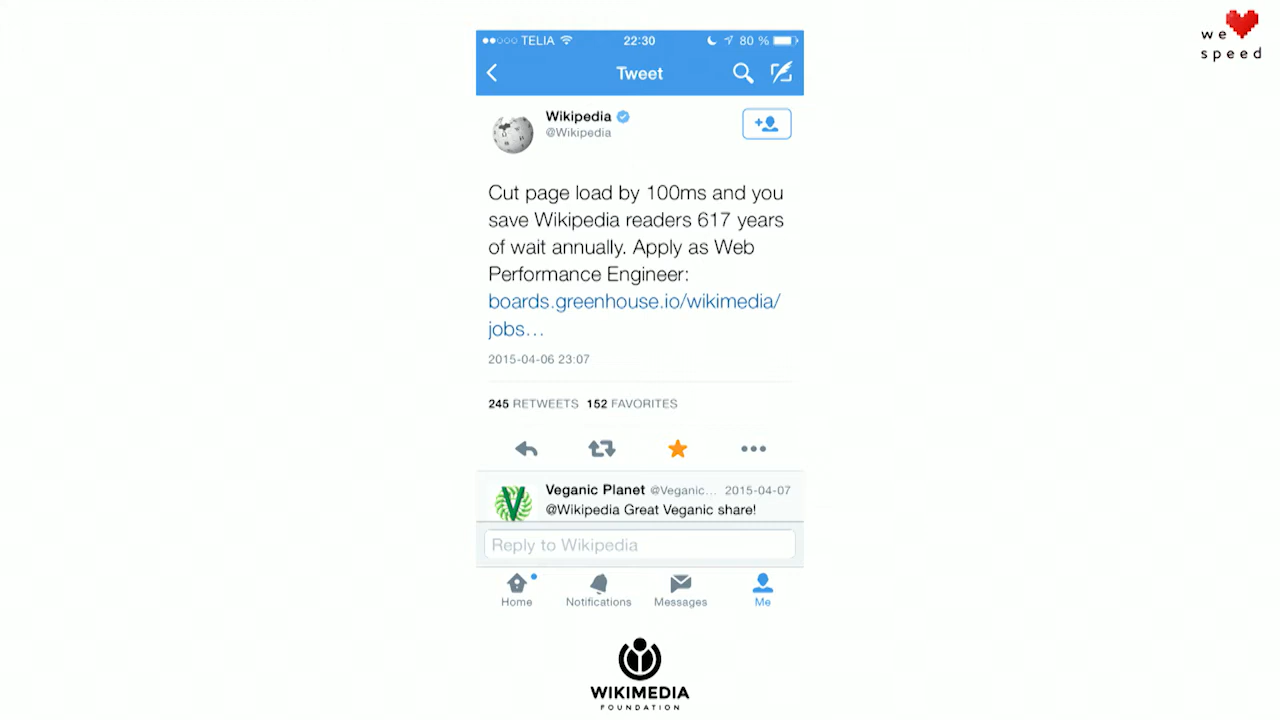 we
speed
TELIA 22:30 80 %
Tweet
Wikipedia
@Wikipedia
Cut page load by 100ms and you
save Wikipedia readers 617 years
of wait annually. Apply as Web
Performance Engineer:
boards.greenhouse.io/wikimedia/
jobs…
2015-04-06 23:07
245 RETWEETS 152 FAVORITES
Veganic Planet @Veganic… 2015-04-07
@Wikipedia Great Veganic share!
Reply to Wikipedia
Home Notifications Messages Me
WIKIMEDIA
FOUNDATION